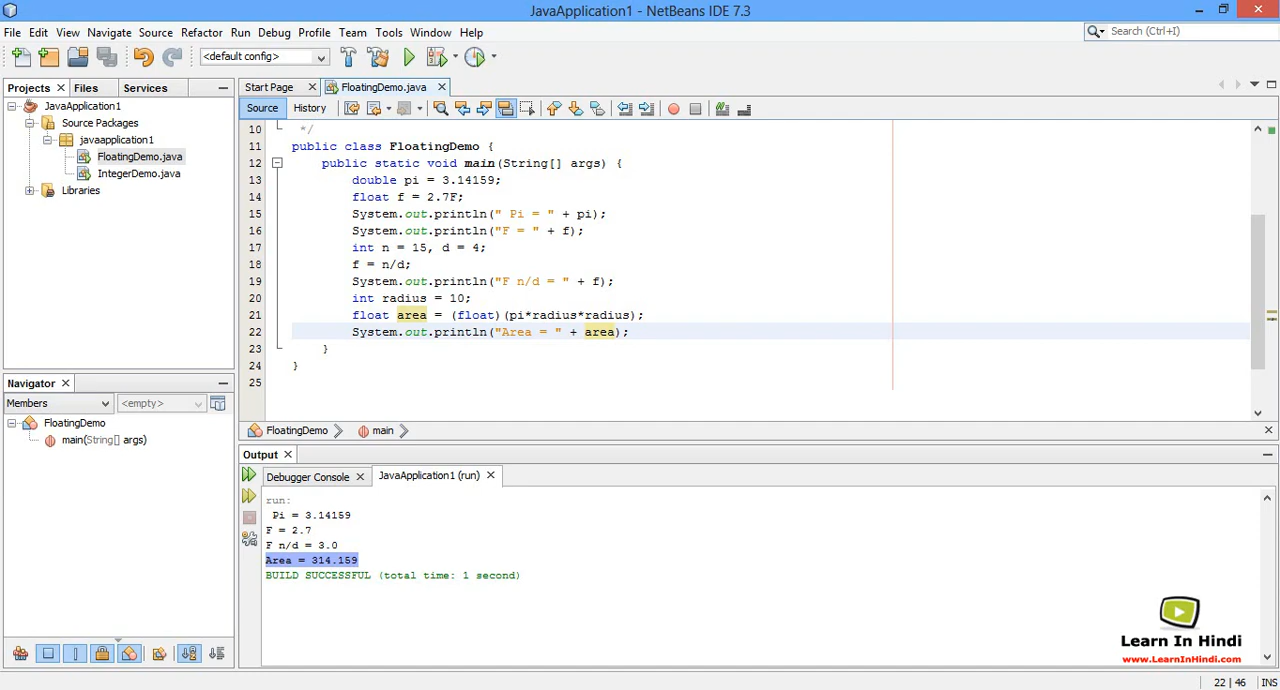 JavaApplication1 - NetBeans IDE 7.3
File Edit View Navigate Source Refactor Run Debug Profile Team Tools Window Help
Search (Ctrl+I)
<default config>
Projects Files Services
JavaApplication1
Source Packages
javaapplication1
FloatingDemo.java
IntegerDemo.java
Libraries
Start Page FloatingDemo.java
Source History
10 */
11 public class FloatingDemo {
12 public static void main(String[] args) {
13 double pi = 3.14159;
14 float f = 2.7F;
15 System.out.println(" Pi = " + pi);
16 System.out.println("F = " + f);
17 int n = 15, d = 4;
18 f = n/d;
19 System.out.println("F n/d = " + f);
20 int radius = 10;
21 float area = (float)(pi*radius*radius);
22 System.out.println("Area = " + area);
23 }
24 }
25
FloatingDemo main
Navigator
Members <empty>
FloatingDemo
main(String[] args)
Output
Debugger Console JavaApplication1 (run)
run:
Pi = 3.14159
F = 2.7
F n/d = 3.0
Area = 314.159
BUILD SUCCESSFUL (total time: 1 second)
Learn In Hindi
www.LearnInHindi.com
22 | 46 INS